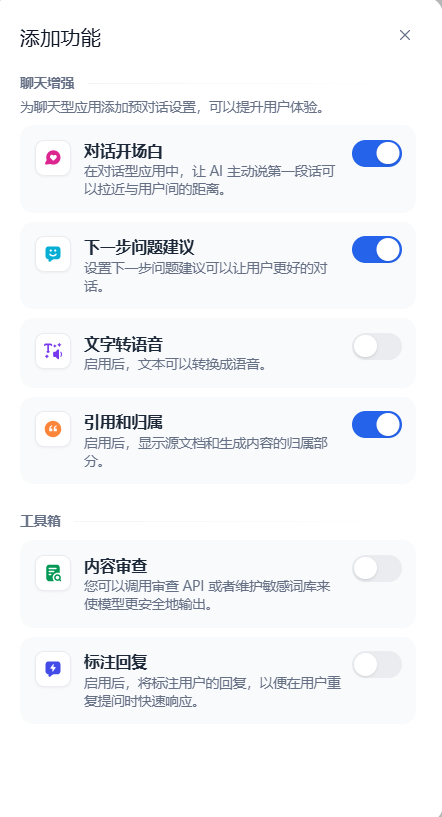 添加功能
聊天增强
为聊天型应用添加预对话设置，可以提升用户体验。
对话开场白
在对话型应用中，让 AI 主动说第一段话可
以拉近与用户间的距离。
下一步问题建议
设置下一步问题建议可以让用户更好的对
话。
文字转语音
启用后，文本可以转换成语音。
引用和归属
启用后，显示源文档和生成内容的归属部
分。
工具箱
内容审查
您可以调用审查 API 或者维护敏感词库来
使模型更安全地输出。
标注回复
启用后，将标注用户的回复，以便在用户重
复提问时快速响应。